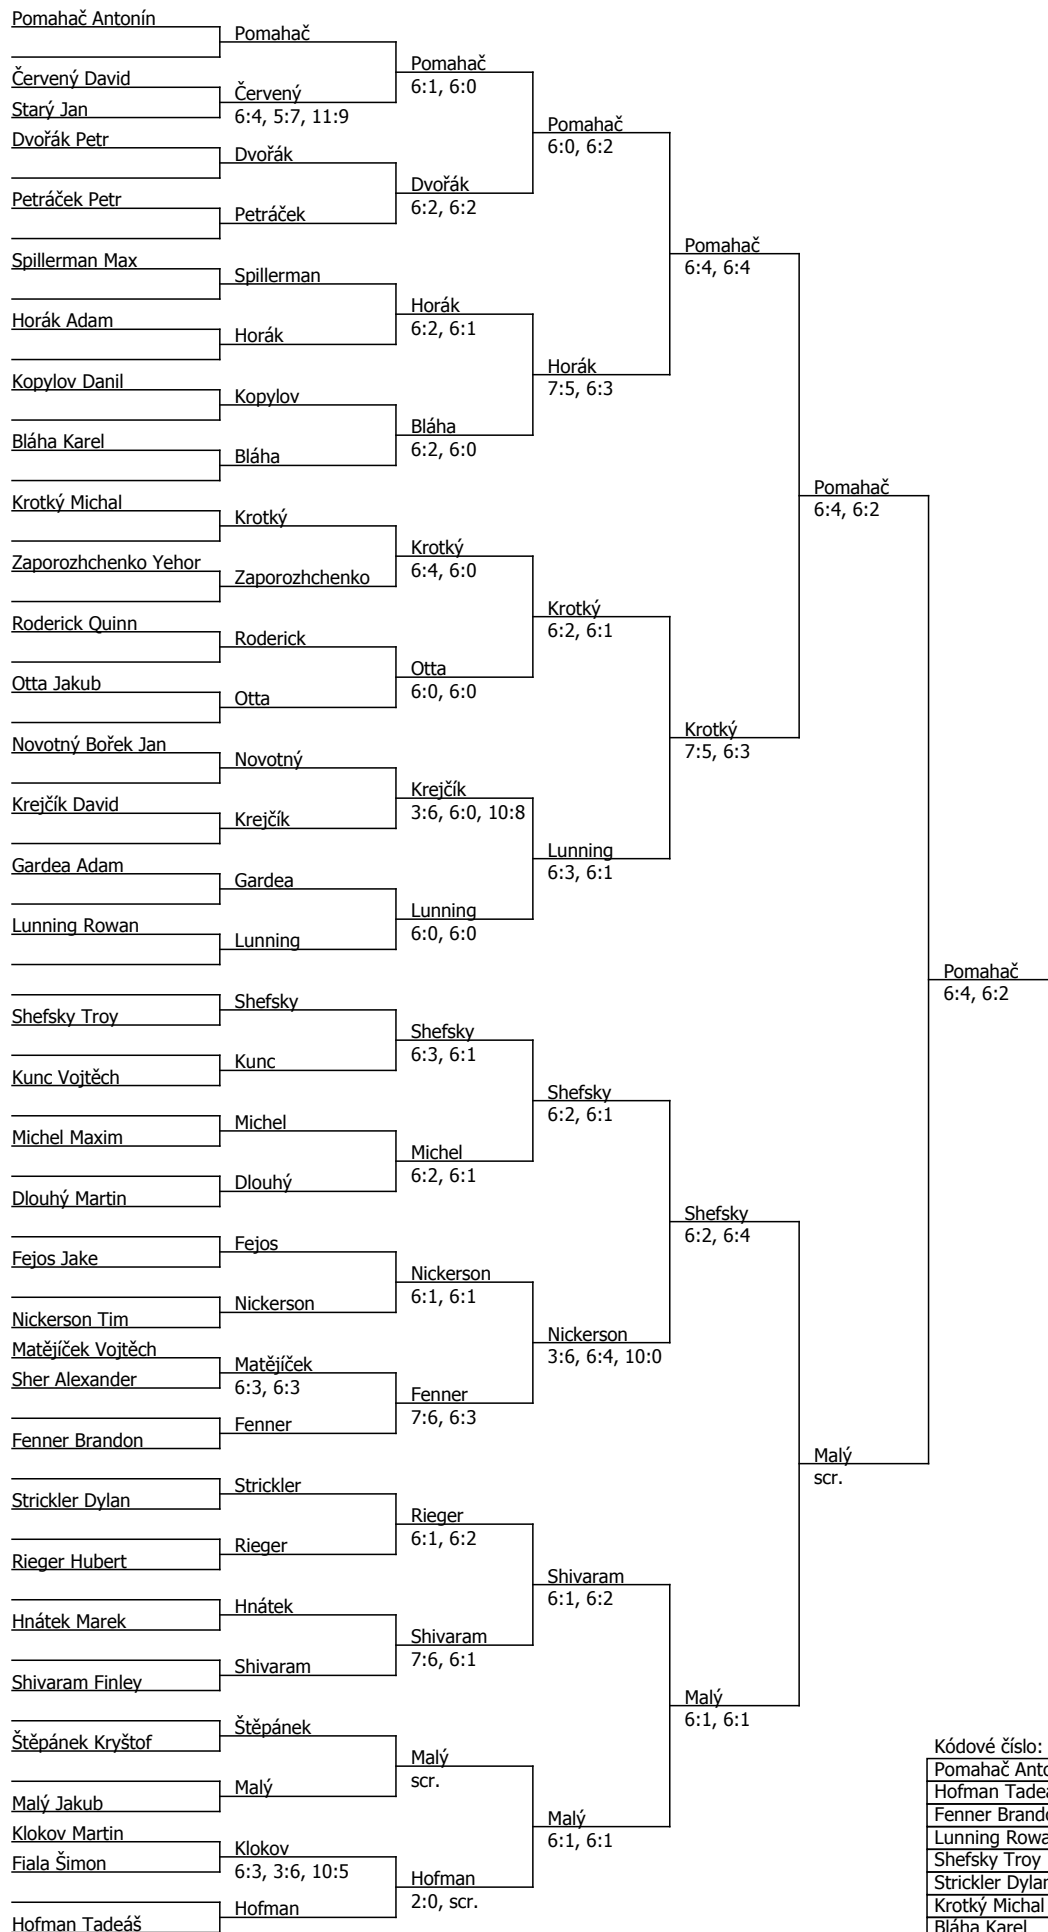 Pomahač Antonín
Červený David
Starý Jan
Dvořák Petr
Petráček Petr
Spillerman Max
Horák Adam
Kopylov Danil
Bláha Karel
Krotký Michal
Zaporozhchenko Yehor
Roderick Quinn
Otta Jakub
Novotný Bořek Jan
Krejčík David
Gardea Adam
Lunning Rowan
Shefsky Troy
Kunc Vojtěch
Michel Maxim
Dlouhý Martin
Fejos Jake
Nickerson Tim
Matějíček Vojtěch
Sher Alexander
Fenner Brandon
Strickler Dylan
Rieger Hubert
Hnátek Marek
Shivaram Finley
Štěpánek Kryštof
Malý Jakub
Klokov Martin
Fiala Šimon
Hofman Tadeáš
Pomahač
Červený
6:4, 5:7, 11:9
Dvořák
Petráček
Spillerman
Horák
Kopylov
Bláha
Krotký
Zaporozhchenko
Roderick
Otta
Novotný
Krejčík
Gardea
Lunning
Shefsky
Kunc
Michel
Dlouhý
Fejos
Nickerson
Matějíček
6:3, 6:3
Fenner
Strickler
Rieger
Hnátek
Shivaram
Štěpánek
Malý
Klokov
6:3, 3:6, 10:5
Hofman
Pomahač
6:1, 6:0
Dvořák
6:2, 6:2
Horák
6:2, 6:1
Bláha
6:2, 6:0
Krotký
6:4, 6:0
Otta
6:0, 6:0
Krejčík
3:6, 6:0, 10:8
Lunning
6:0, 6:0
Shefsky
6:3, 6:1
Michel
6:2, 6:1
Nickerson
6:1, 6:1
Fenner
7:6, 6:3
Rieger
6:1, 6:2
Shivaram
7:6, 6:1
Malý
scr.
Hofman
2:0, scr.
Pomahač
6:0, 6:2
Horák
7:5, 6:3
Krotký
6:2, 6:1
Lunning
6:3, 6:1
Shefsky
6:2, 6:1
Nickerson
3:6, 6:4, 10:0
Shivaram
6:1, 6:2
Malý
6:1, 6:1
Pomahač
6:4, 6:4
Krotký
7:5, 6:3
Shefsky
6:2, 6:4
Malý
6:1, 6:1
Pomahač
6:4, 6:2
Malý
scr.
Pomahač
6:4, 6:2
Kódové číslo:
Pomahač Anto
Hofman Tade
Fenner Brand
Lunning Rowa
Shefsky Troy
Strickler Dylan
Krotký Michal
Bláha Karel